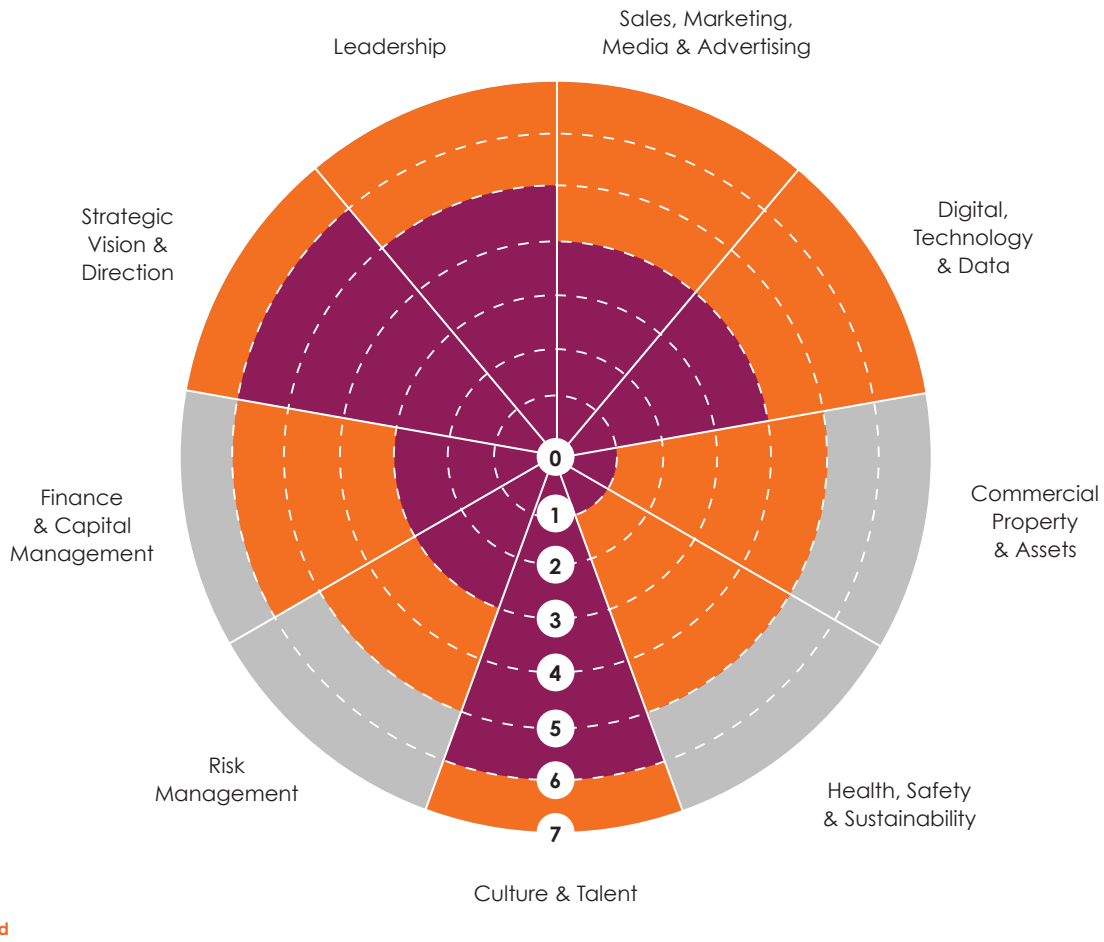 Sales, Marketing,
Media & Advertising
Leadership
Digital,
Technology
& Data
Strategic
Vision &
Direction
0
1
2
3
4
5
6
7
Commercial
Property
& Assets
Finance
& Capital
Management
Risk
Management
Health, Safety
& Sustainability
Culture & Talent
d